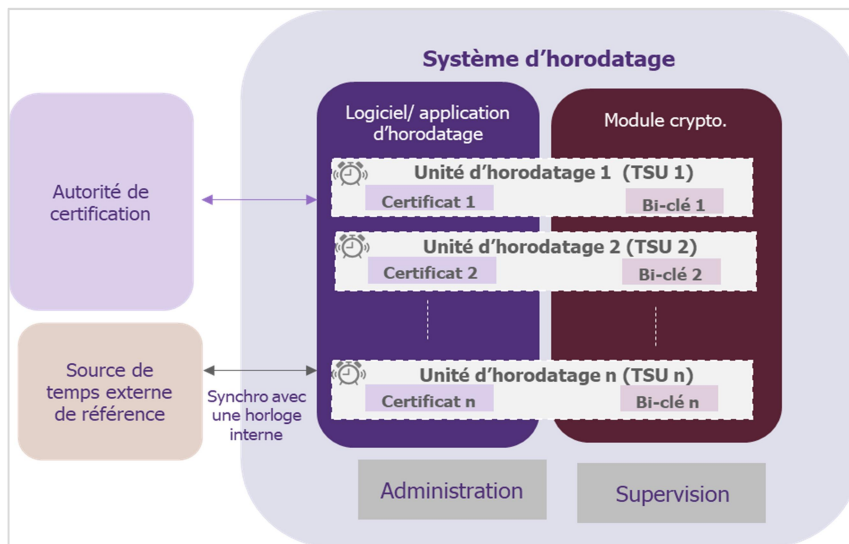 Système d’horodatage
Logiciel/ application
d’horodatage
Module crypto.
Autorité de
certification
Unité d’horodatage 1  (TSU 1)
Certificat 1
Bi-clé 1
Unité d’horodatage 2 (TSU 2)
Certificat 2
Bi-clé 2
Source de
temps externe
de référence
Synchro avec
une horloge
interne
Unité d’horodatage n (TSU n)
Certificat n
Bi-clé n
Administration
Supervision